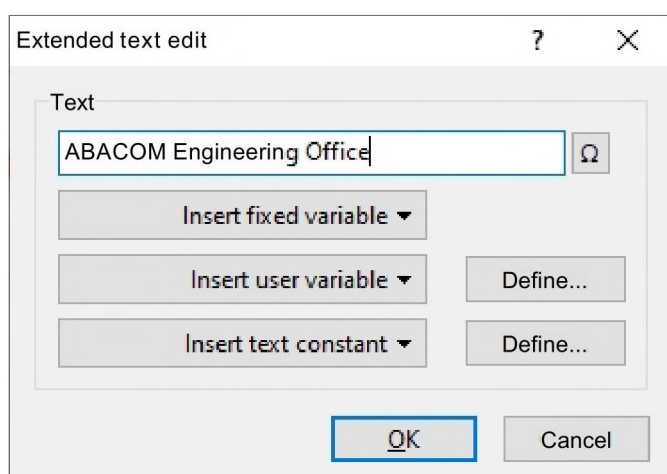 Extended text edit ? ×
Text
ABACOM Engineering Office Ω
Insert fixed variable
Insert user variable Define...
Insert text constant Define...
OK Cancel